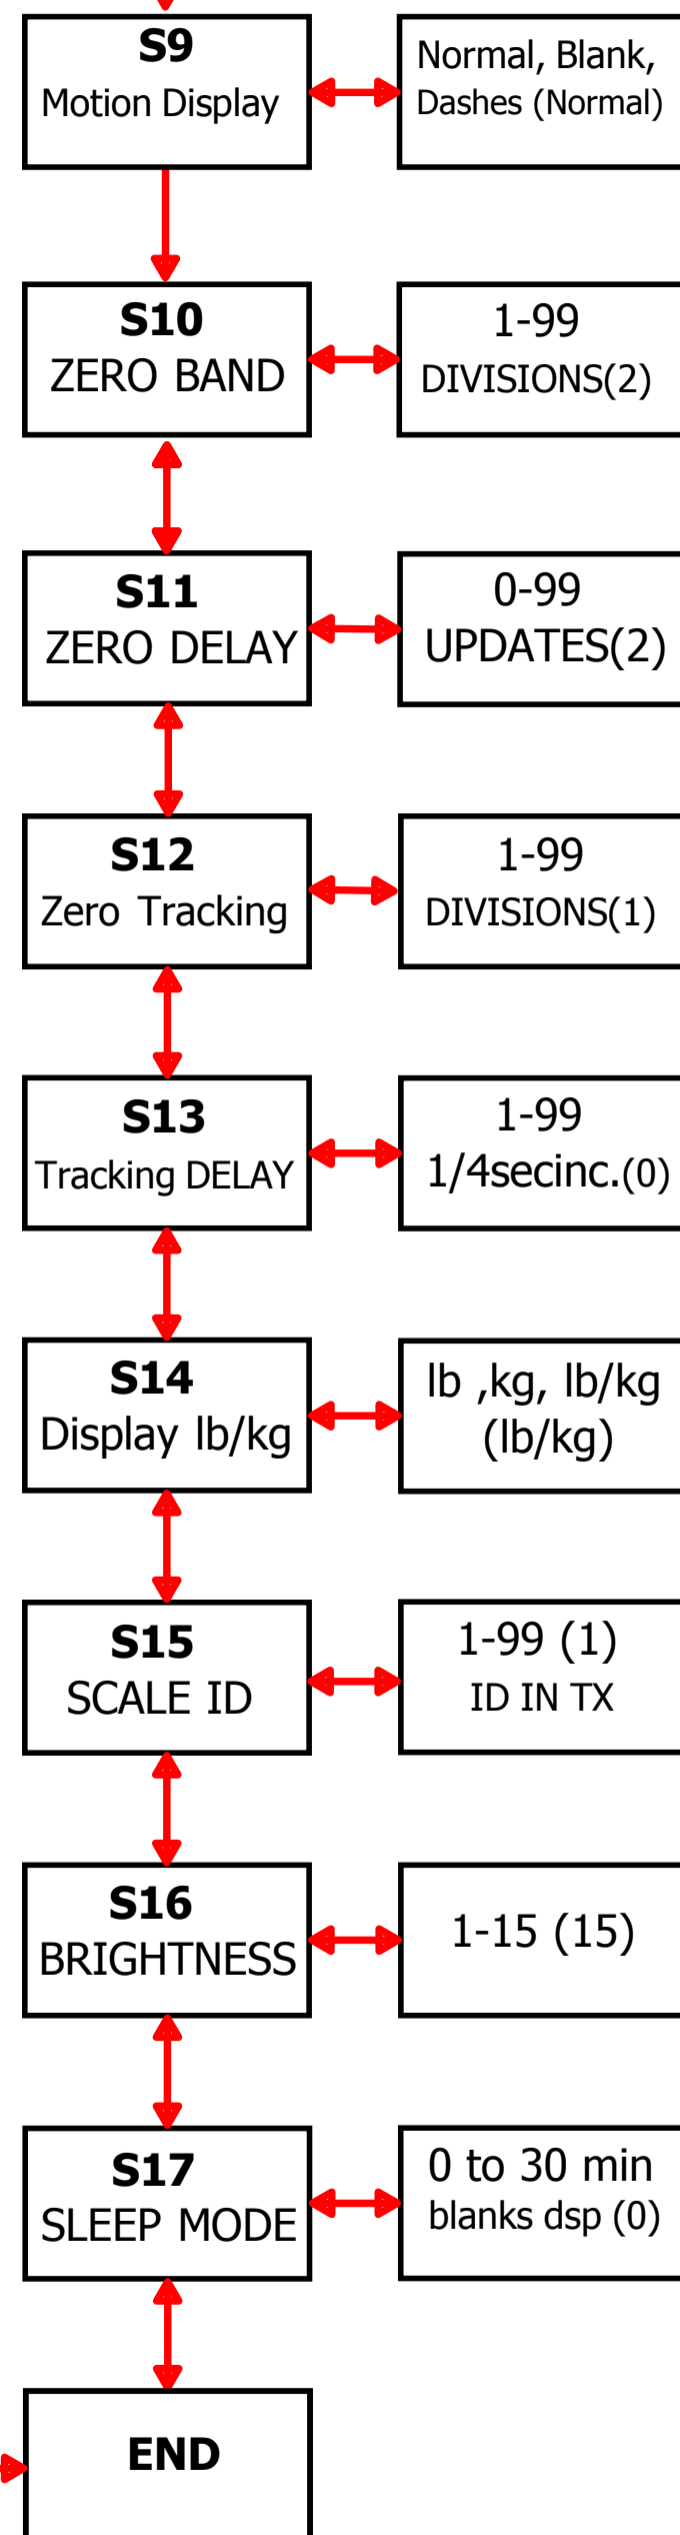 S9
Motion Display
Normal, Blank,
Dashes (Normal)
S10
ZERO BAND
1-99
DIVISIONS(2)
S11
ZERO DELAY
0-99
UPDATES(2)
S12
Zero Tracking
1-99
DIVISIONS(1)
S13
Tracking DELAY
1-99
1/4secinc.(0)
S14
Display lb/kg
lb ,kg, lb/kg
(lb/kg)
S15
SCALE ID
1-99 (1)
ID IN TX
S16
BRIGHTNESS
1-15 (15)
S17
SLEEP MODE
0 to 30 min
blanks dsp (0)
END